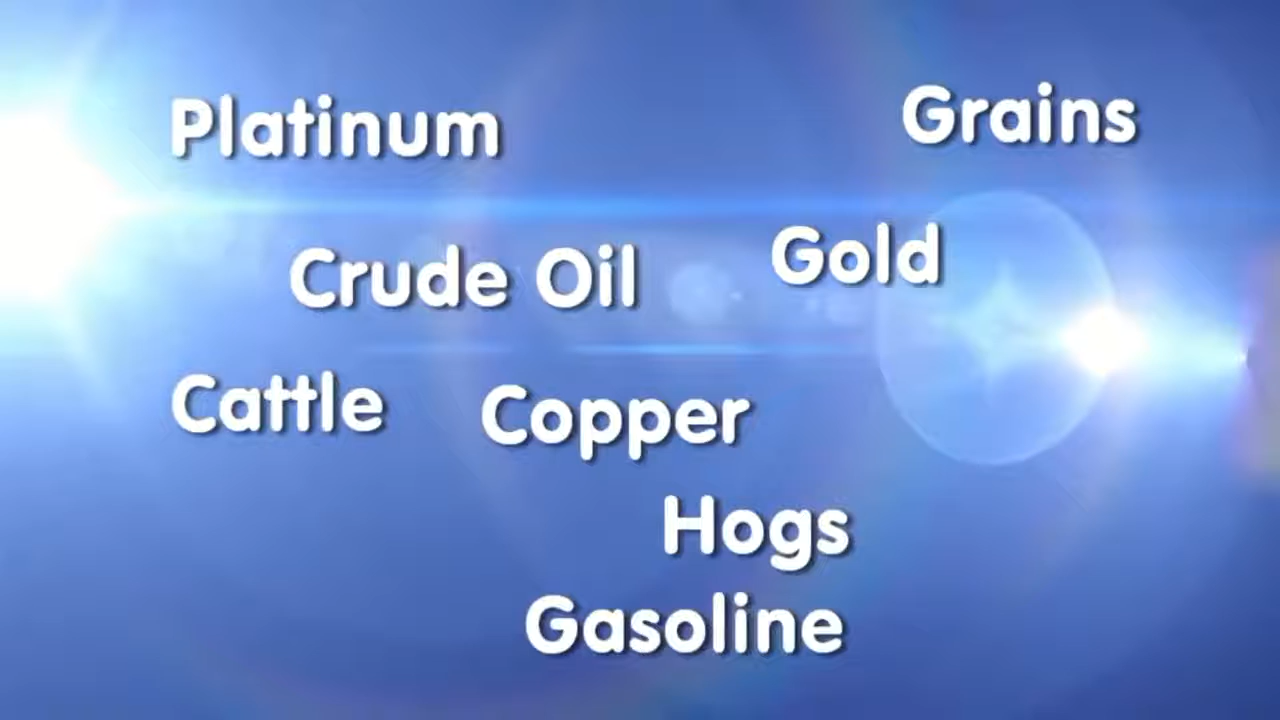 Platinum
Grains
Crude Oil
Gold
Cattle
Copper
Hogs
Gasoline